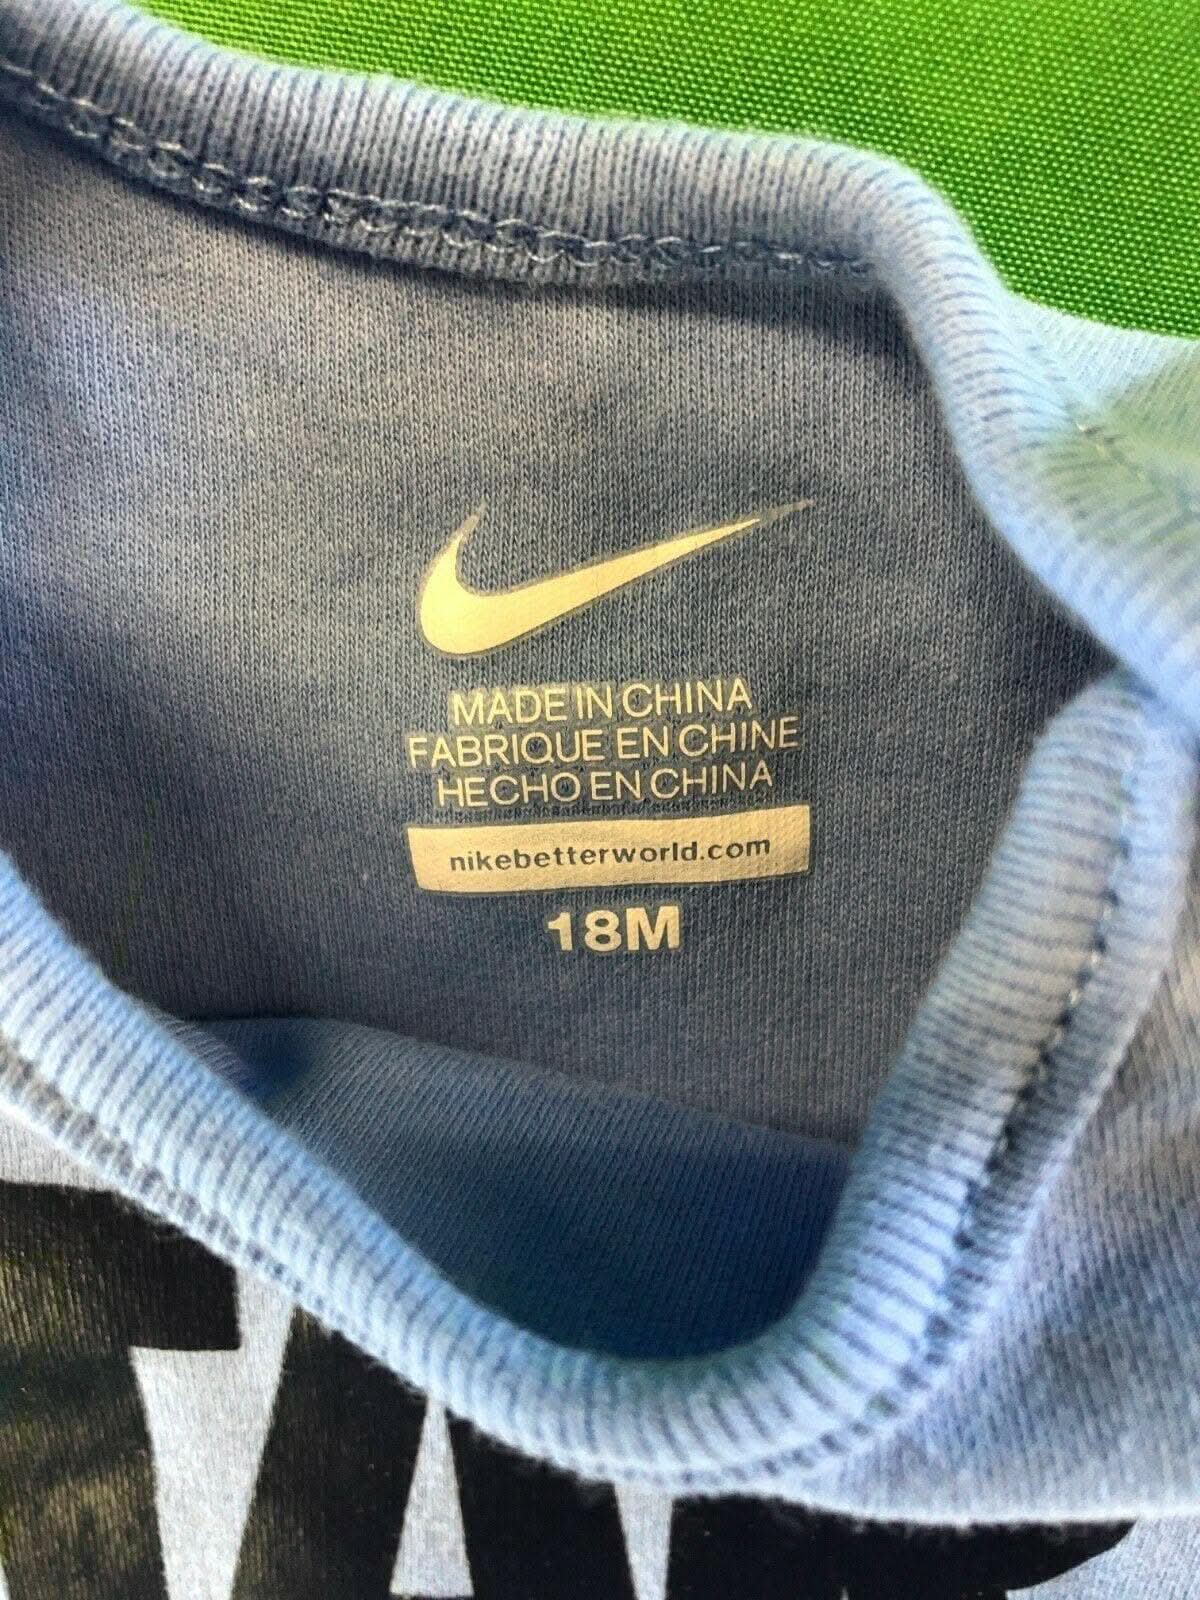 MADE IN CHINA
FABRIQUE EN CHINE
HECHO EN CHINA
nikebetterworld.com
18M